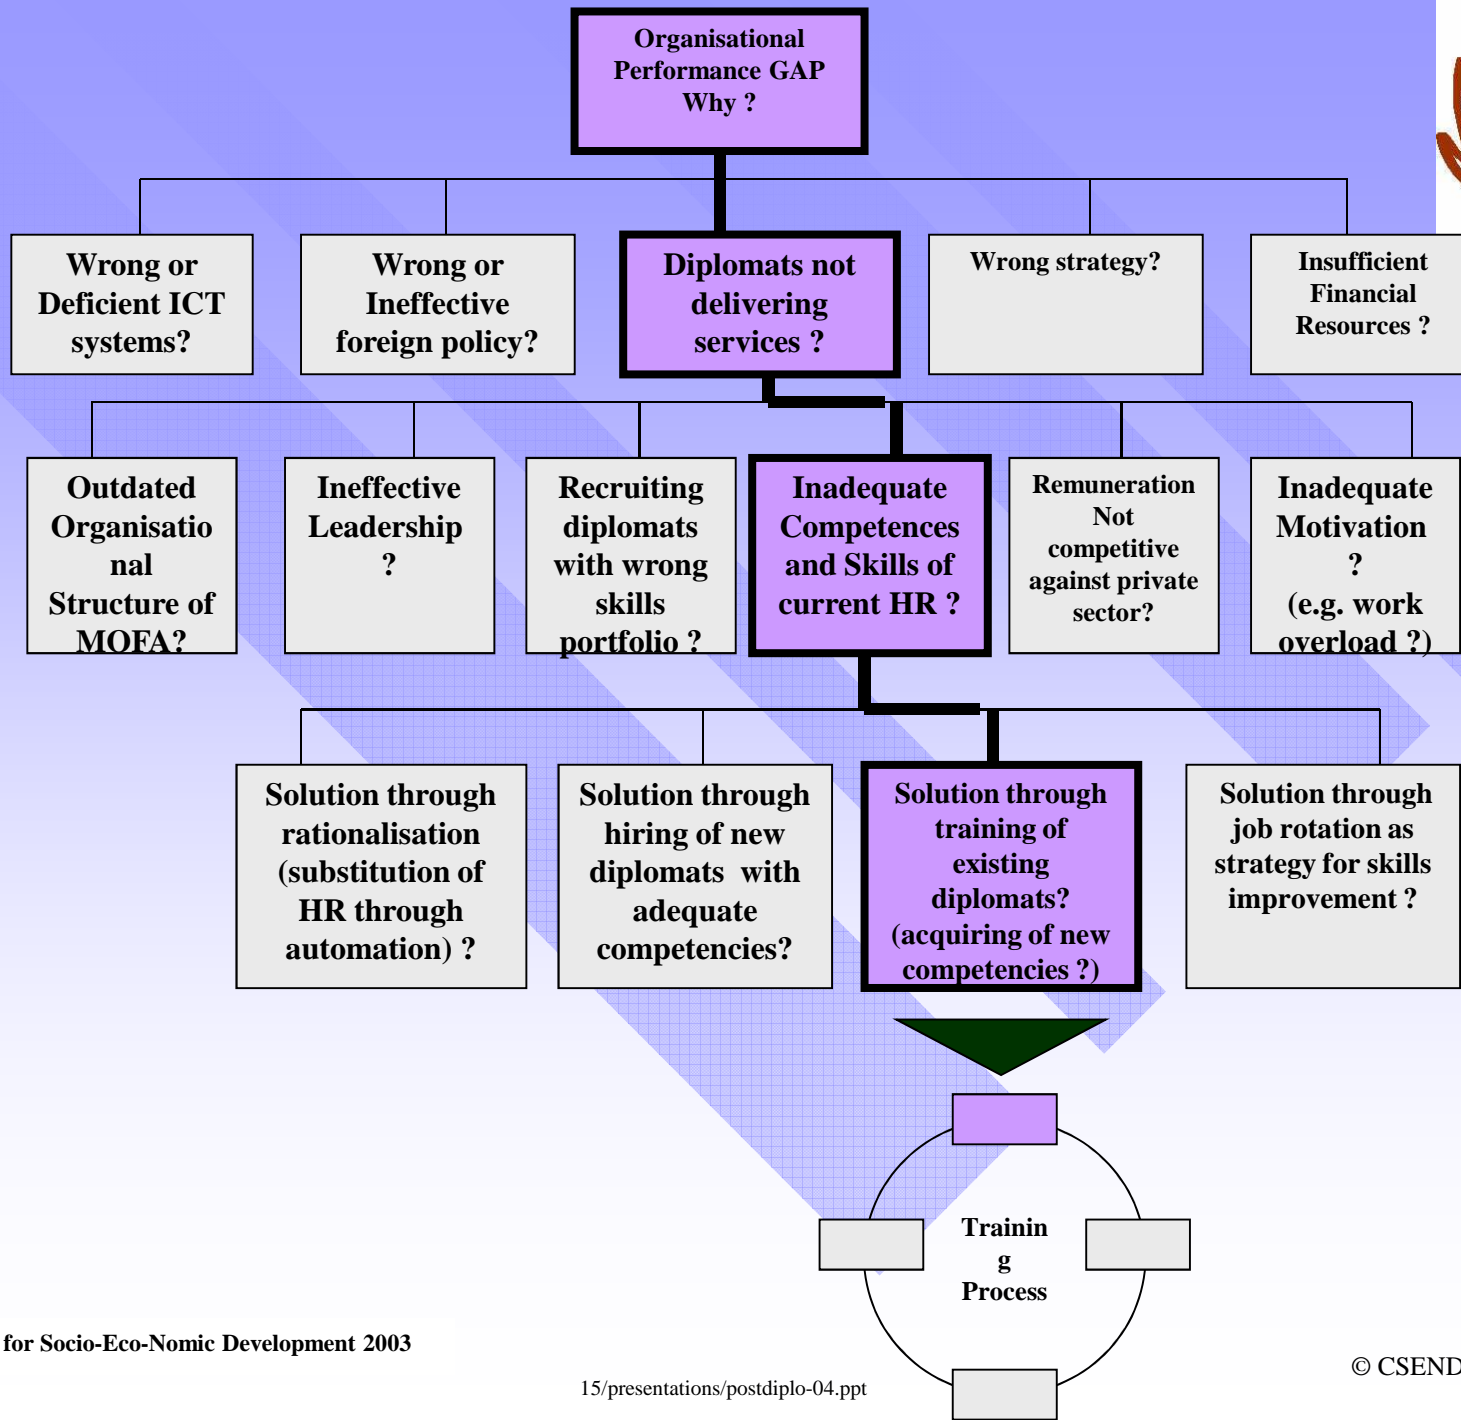 Organisational
Performance GAP
Why ?
Wrong or
Deficient ICT
systems?
Wrong or
Ineffective
foreign policy?
Diplomats not
delivering
services ?
Wrong strategy?
Insufficient
Financial
Resources ?
Outdated
Organisatio
nal
Structure of
MOFA?
Ineffective
Leadership
?
Recruiting
diplomats
with wrong
skills
portfolio ?
Inadequate
Competences
and Skills of
current HR ?
Remuneration
Not
competitive
against private
sector?
Inadequate
Motivation
?
(e.g. work
overload ?)
Solution through
rationalisation
(substitution of
HR through
automation) ?
Solution through
hiring of new
diplomats with
adequate
competencies?
Solution through
training of
existing
diplomats?
(acquiring of new
competencies ?)
Solution through
job rotation as
strategy for skills
improvement ?
Trainin
g
Process
for Socio-Eco-Nomic Development 2003
15/presentations/postdiplo-04.ppt
© CSEND